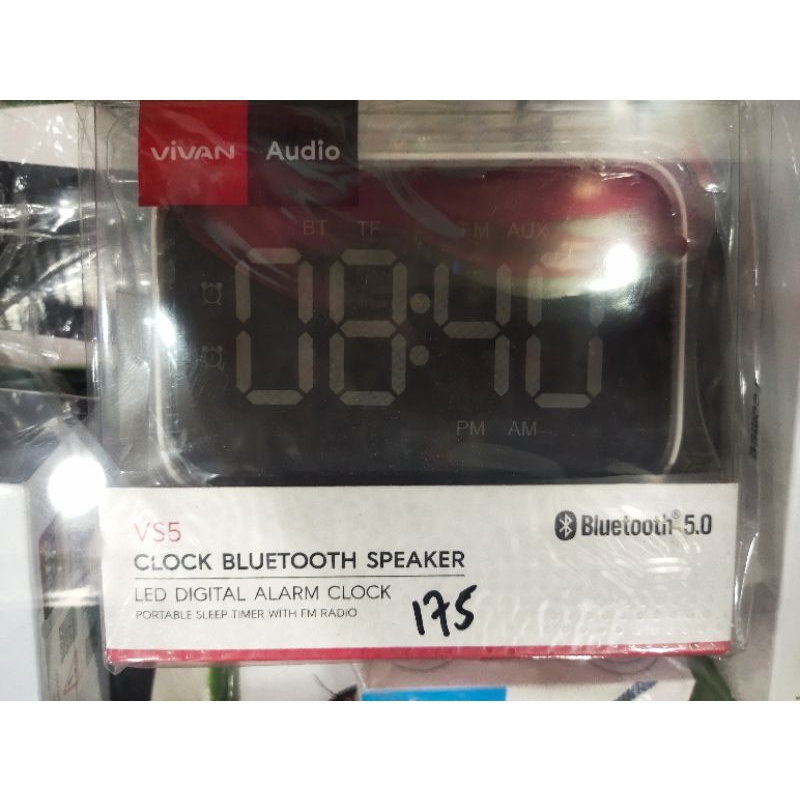 ViVAN Audio
BT TF FM AUX
08:40
PM AM
VS5
Bluetooth® 5.0
CLOCK BLUETOOTH SPEAKER
LED DIGITAL ALARM CLOCK
PORTABLE SLEEP TIMER WITH FM RADIO
175